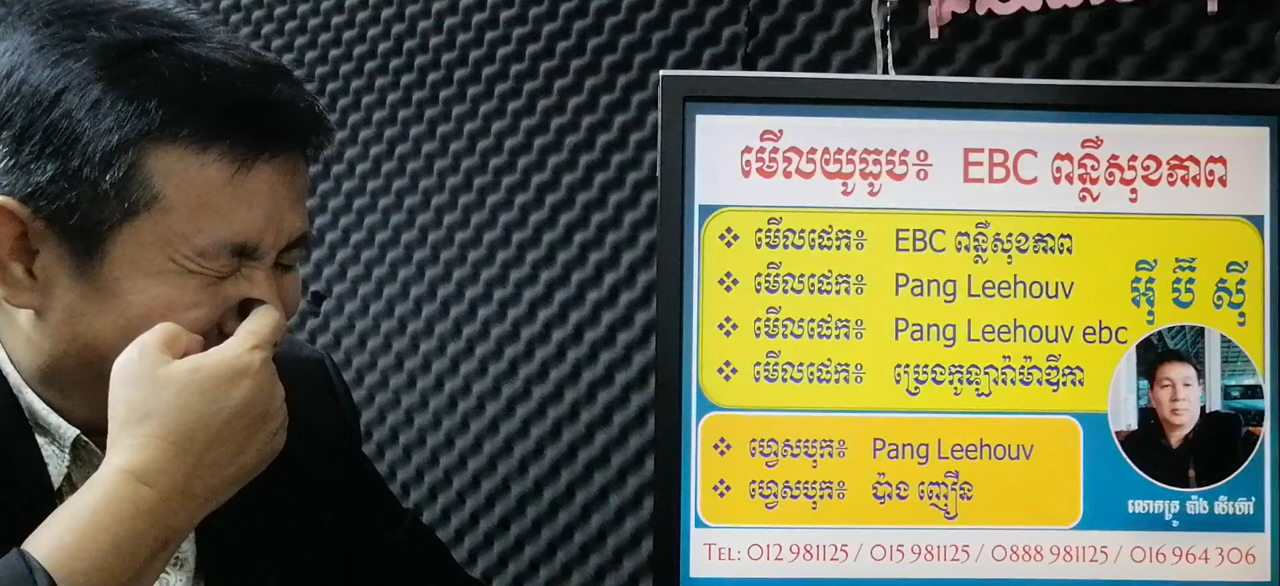 មើលយូធូប៖ EBC ពន្លឺសុខភាព
❖ មើលផេក៖ EBC ពន្លឺសុខភាព
❖ មើលផេក៖ Pang Leehouv
❖ មើលផេក៖ Pang Leehouv ebc
❖ មើលផេក៖ ប្រេងកូឡារ៉ាម៉ាឌីកា
អ៊ី ប៊ី ស៊ី
❖ ហ្វេសបុក៖ Pang Leehouv
❖ ហ្វេសបុក៖ ប៉ាង ញឿន
លោកគ្រូ ប៉ាង លីហ៊ៅ
TEL: 012 981125 / 015 981125 / 0888 981125 / 016 964 306